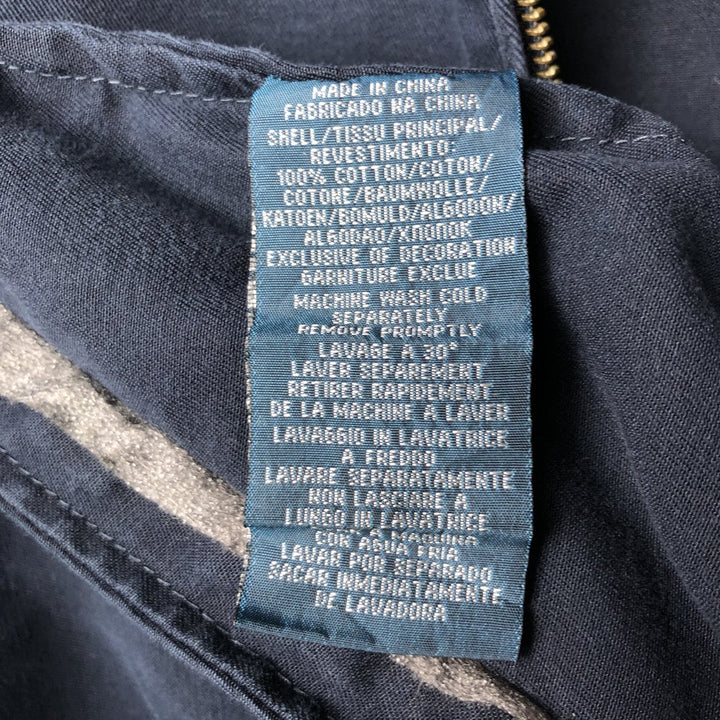 MADE IN CHINA
FABRICADO NA CHINA
SHELL/TISSU PRINCIPAL/
REVESTIMENTO:
100% COTTON/COTON/
COTONE/BAUMWOLLE/
KATOEN/BOMULD/ALGODON/
ALGODAO/ХЛОПОК
EXCLUSIVE OF DECORATION
GARNITURE EXCLUE
MACHINE WASH COLD
SEPARATELY
REMOVE PROMPTLY
LAVAGE A 30°
LAVER SEPAREMENT
RETIRER RAPIDEMENT
DE LA MACHINE A LAVER
LAVAGGIO IN LAVATRICE
A FREDDO
LAVARE SEPARATAMENTE
NON LASCIARE A
LUNGO IN LAVATRICE
A MAQUINA
CON AGUA FRIA
LAVAR POR SEPARADO
SACAR INMEDIATAMENTE
DE LAVADORA